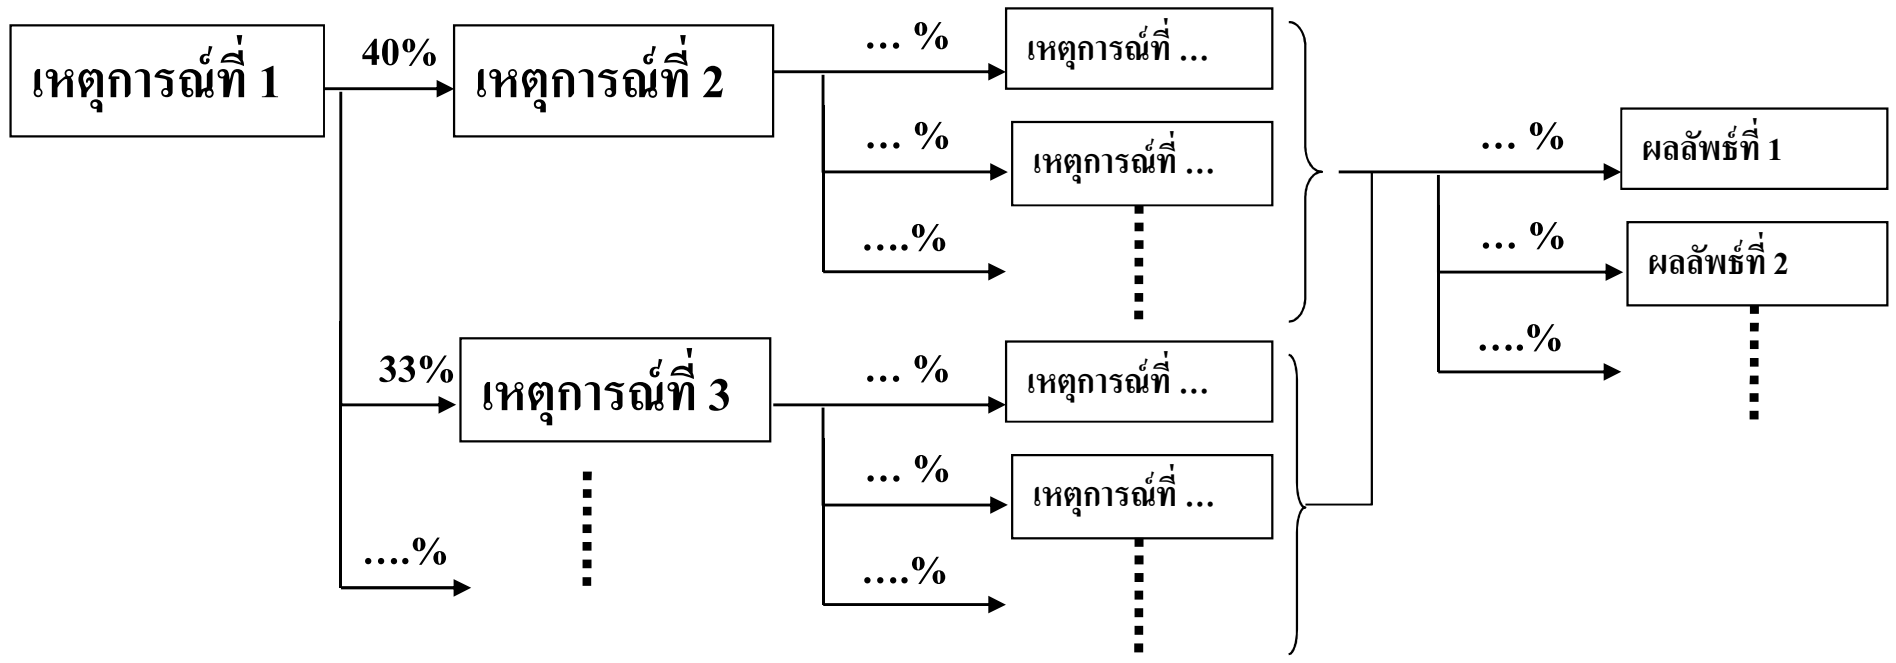 เหตุการณ์ที่ 1
40%
เหตุการณ์ที่ 2
… %
เหตุการณ์ที่ …
… %
เหตุการณ์ที่ …
….%
… %
ผลลัพธ์ที่ 1
… %
ผลลัพธ์ที่ 2
….%
33%
เหตุการณ์ที่ 3
… %
เหตุการณ์ที่ …
… %
เหตุการณ์ที่ …
….%
….%